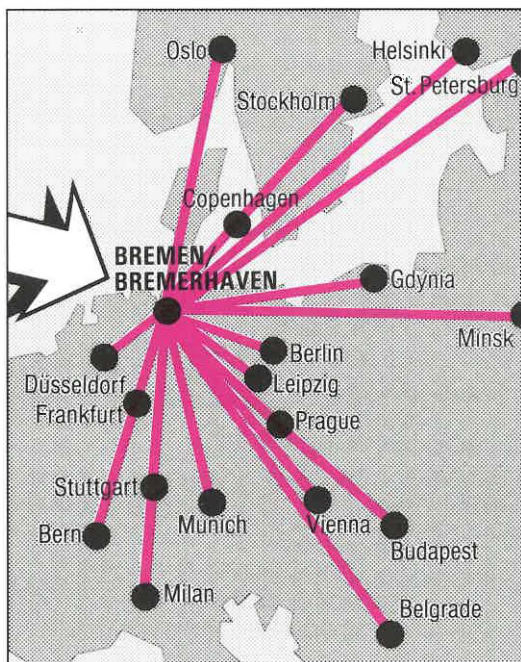 Oslo
Helsinki
St. Petersburg
Stockholm
Copenhagen
BREMEN/
BREMERHAVEN
Gdynia
Minsk
Berlin
Düsseldorf
Leipzig
Frankfurt
Prague
Stuttgart
Munich
Vienna
Bern
Budapest
Milan
Belgrade